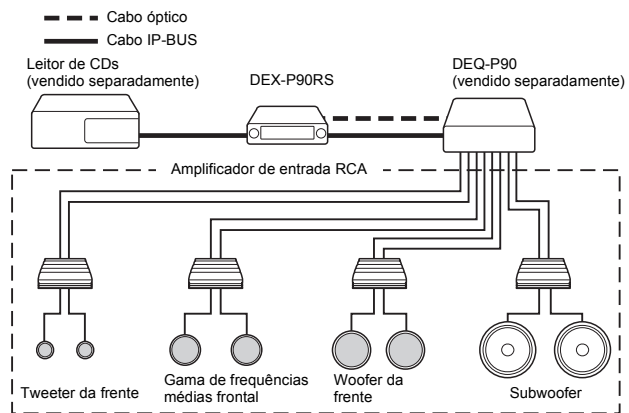 Cabo óptico
Cabo IP-BUS
Leitor de CDs
(vendido separadamente)
DEX-P90RS
DEQ-P90
(vendido separadamente)
Amplificador de entrada RCA
Tweeter da frente
Gama de frequências
médias frontal
Woofer da
frente
Subwoofer